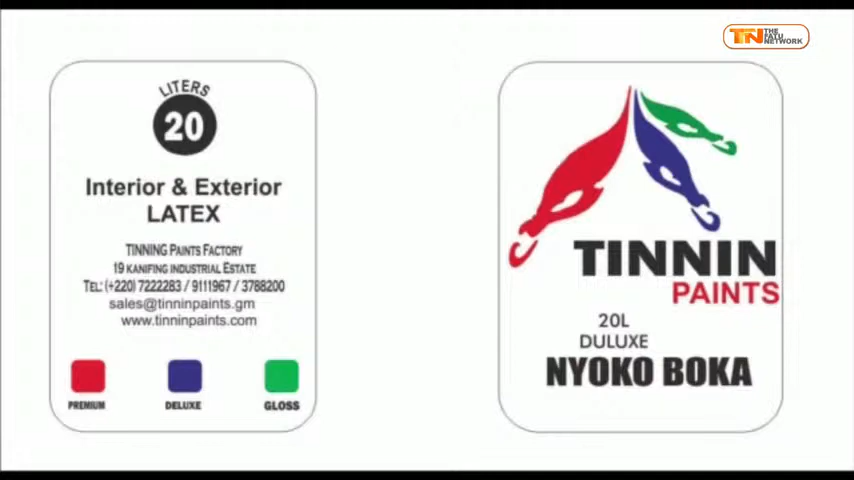 TN THE FATU NETWORK
LITERS
20
Interior & Exterior
LATEX
TINNING PAINTS FACTORY
19 KANIFING INDUSTRIAL ESTATE
TEL: (+220) 7222283 / 9111967 / 3788200
sales@tinninpaints.gm
www.tinninpaints.com
PREMIUM
DELUXE
GLOSS
TINNIN
PAINTS
20L
DULUXE
NYOKO BOKA